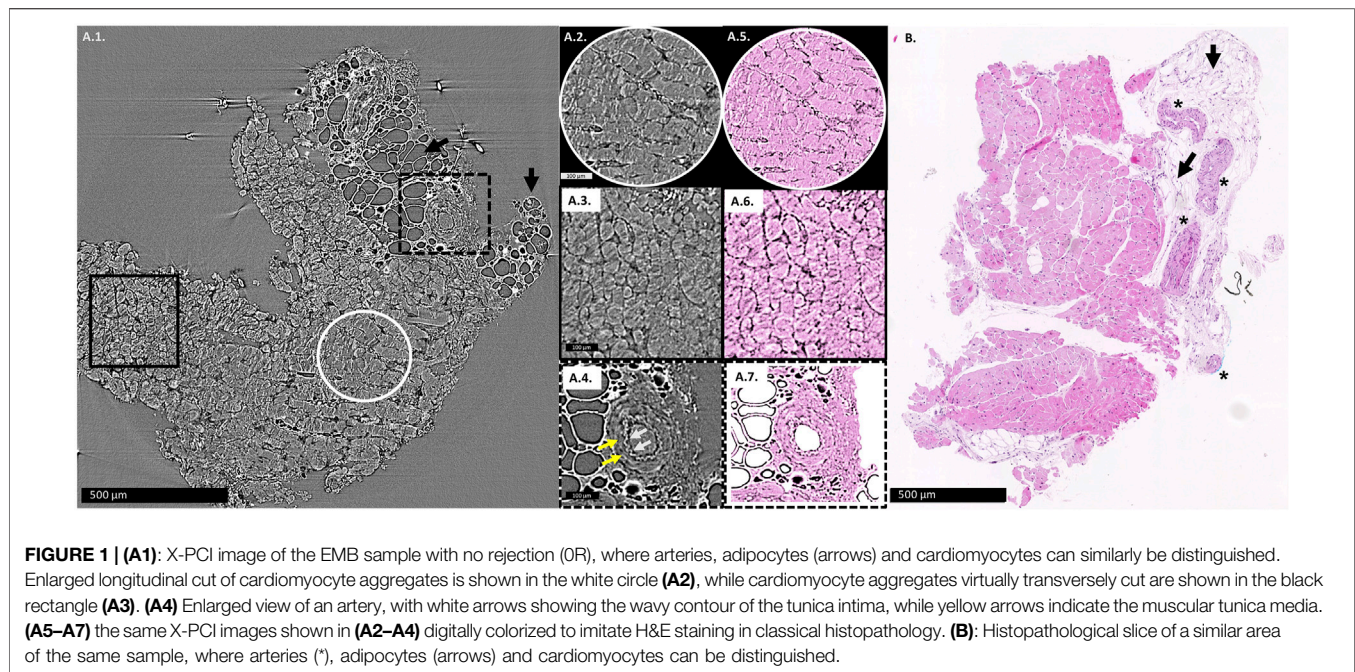 A.1.
A.2.
A.5.
100 µm
A.3.
A.6.
100 µm
A.4.
A.7.
100 µm
B.
*
*
*
*
500 µm
500 µm
FIGURE 1 | (A1): X-PCI image of the EMB sample with no rejection (0R), where arteries, adipocytes (arrows) and cardiomyocytes can similarly be distinguished.
Enlarged longitudinal cut of cardiomyocyte aggregates is shown in the white circle (A2), while cardiomyocyte aggregates virtually transversely cut are shown in the black
rectangle (A3). (A4) Enlarged view of an artery, with white arrows showing the wavy contour of the tunica intima, while yellow arrows indicate the muscular tunica media.
(A5–A7) the same X-PCI images shown in (A2–A4) digitally colorized to imitate H&E staining in classical histopathology. (B): Histopathological slice of a similar area
of the same sample, where arteries (*), adipocytes (arrows) and cardiomyocytes can be distinguished.